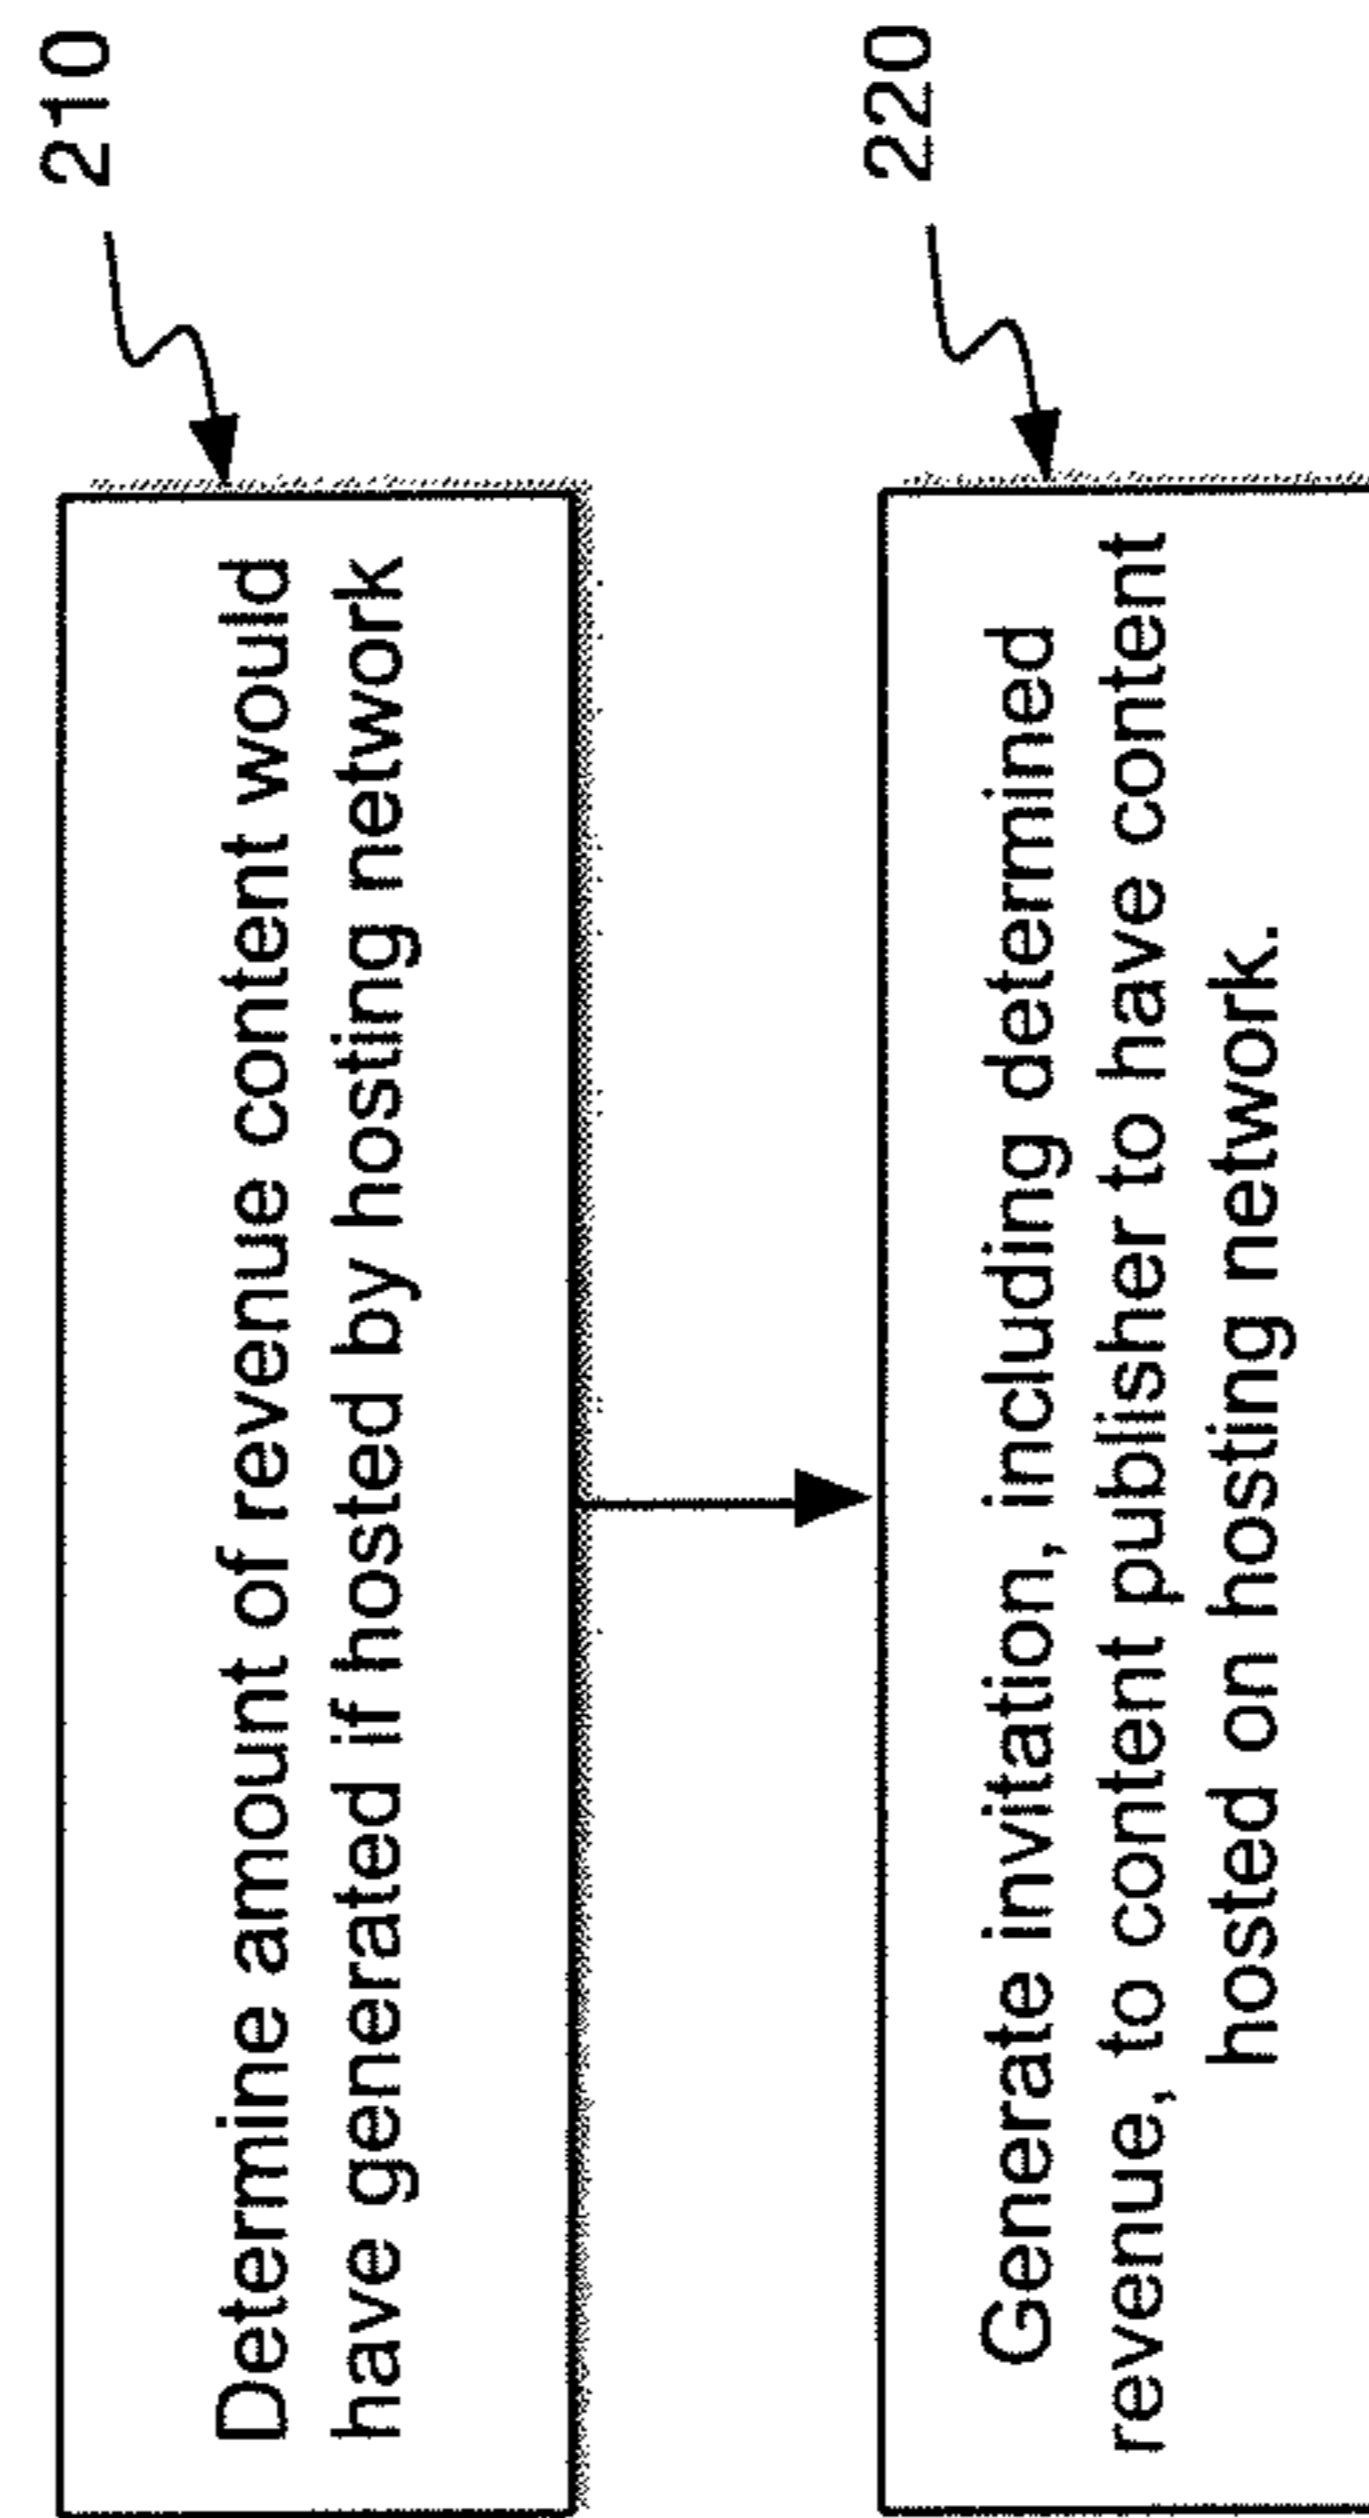 210
Determine amount of revenue content would
have generated if hosted by hosting network
220
Generate invitation, including determined
revenue, to content publisher to have content
hosted on hosting network.